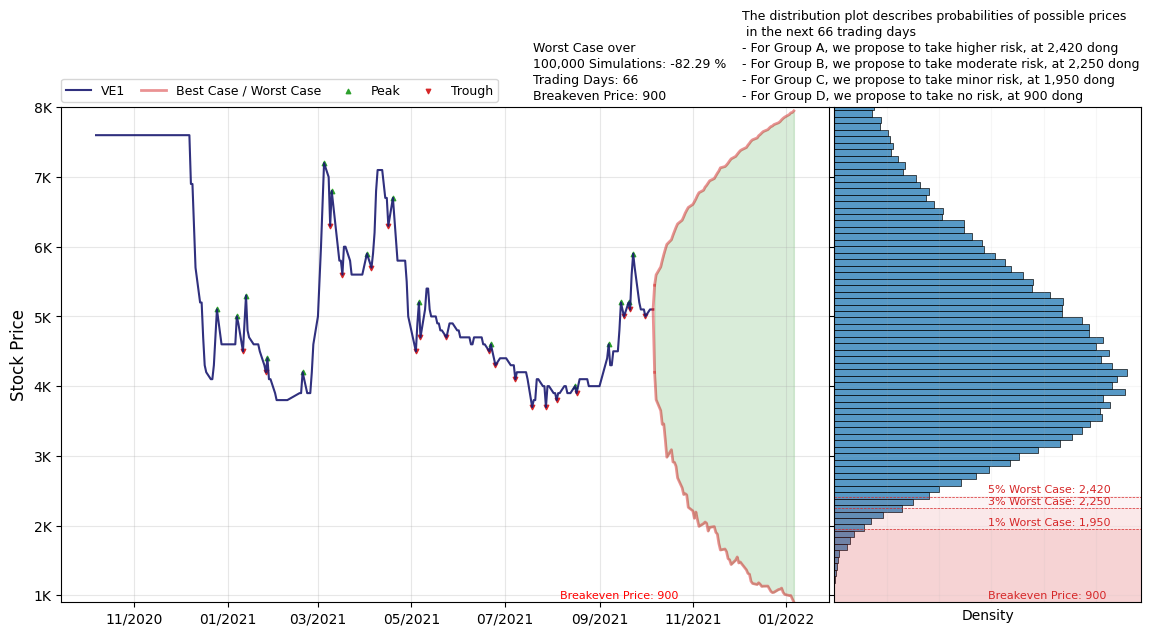 The distribution plot describes probabilities of possible prices
in the next 66 trading days
- For Group A, we propose to take higher risk, at 2,420 dong
- For Group B, we propose to take moderate risk, at 2,250 dong
- For Group C, we propose to take minor risk, at 1,950 dong
- For Group D, we propose to take no risk, at 900 dong
Worst Case over
100,000 Simulations: -82.29 %
Trading Days: 66
Breakeven Price: 900
VE1
Best Case / Worst Case
Peak
Trough
Stock Price
8K
7K
6K
5K
4K
3K
2K
1K
11/2020
01/2021
03/2021
05/2021
07/2021
09/2021
11/2021
01/2022
Breakeven Price: 900
5% Worst Case: 2,420
3% Worst Case: 2,250
1% Worst Case: 1,950
Breakeven Price: 900
Density